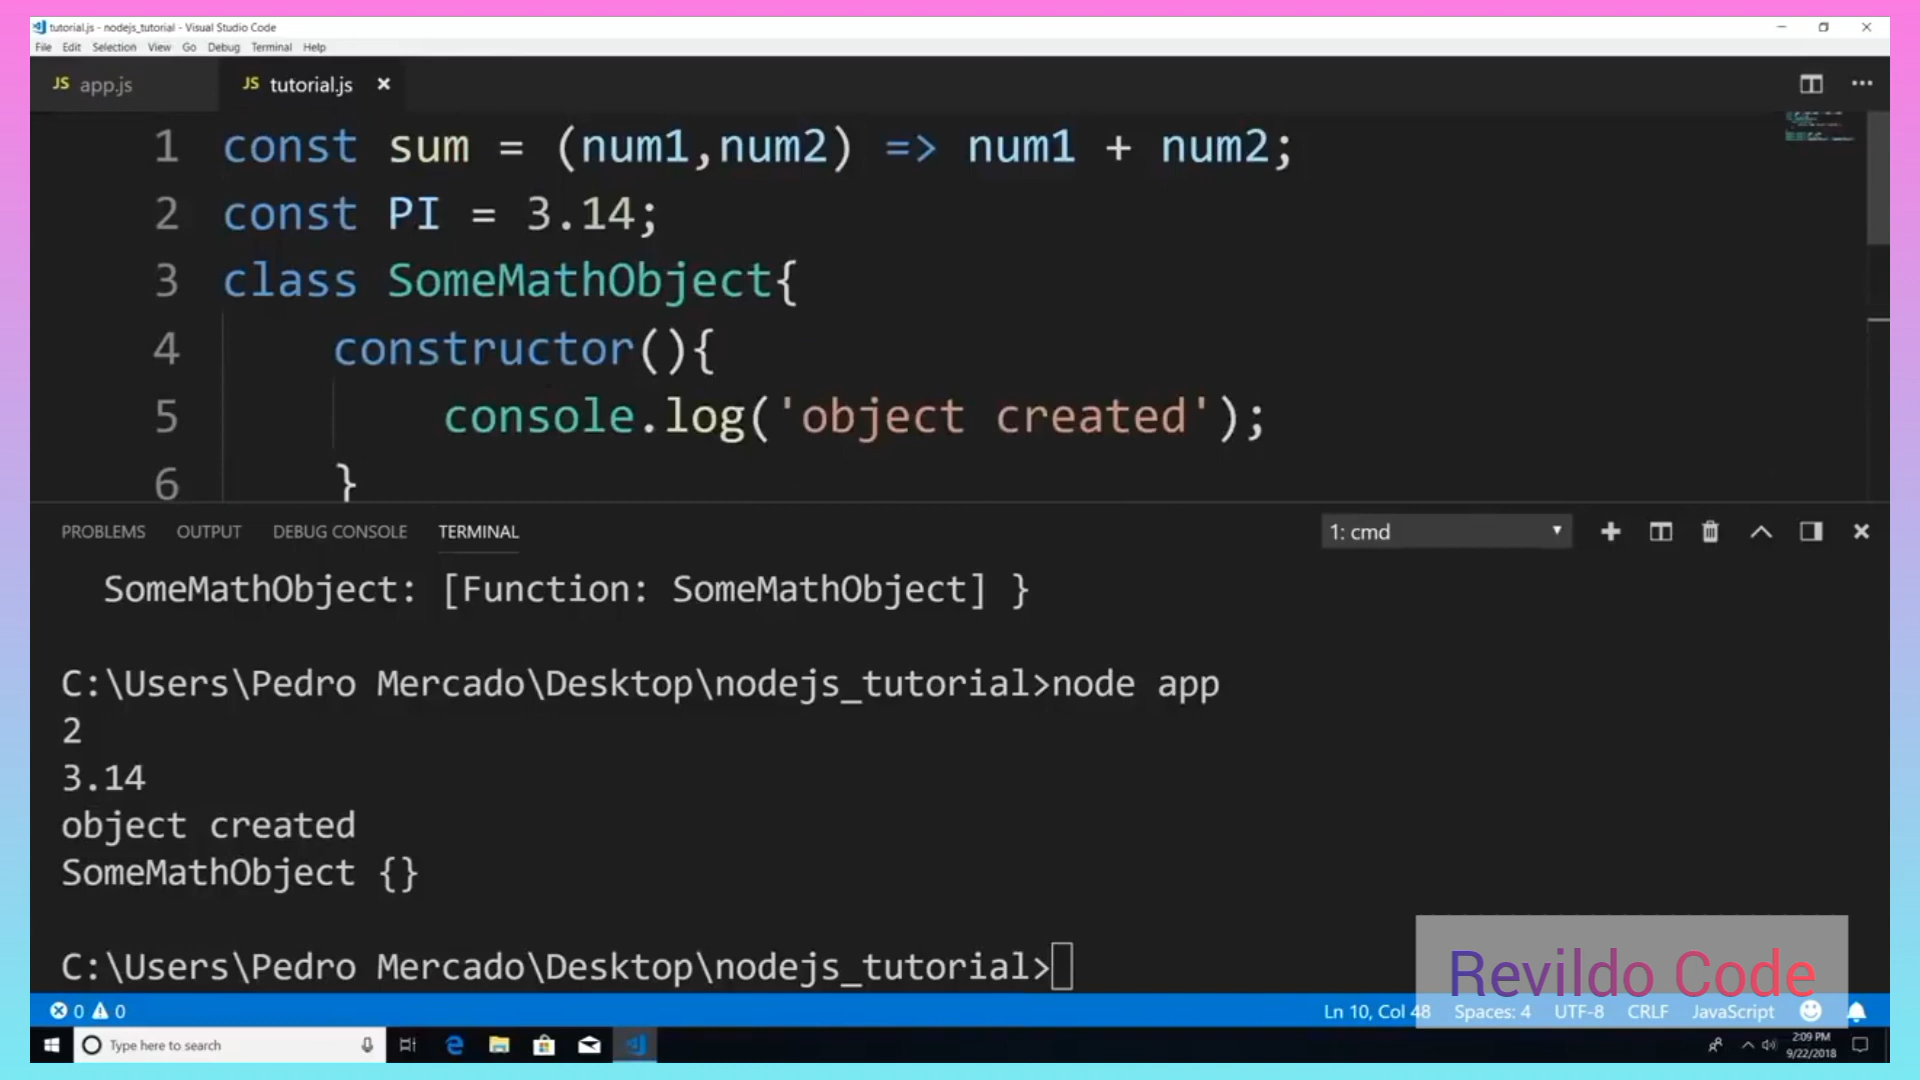 tutorial.js - nodejs_tutorial - Visual Studio Code
File Edit Selection View Go Debug Terminal Help
JS app.js JS tutorial.js
1 const sum = (num1,num2) => num1 + num2;
2 const PI = 3.14;
3 class SomeMathObject{
4 constructor(){
5 console.log('object created');
6 }
PROBLEMS OUTPUT DEBUG CONSOLE TERMINAL 1: cmd
SomeMathObject: [Function: SomeMathObject] }
C:\Users\Pedro Mercado\Desktop\nodejs_tutorial>node app
2
3.14
object created
SomeMathObject {}
C:\Users\Pedro Mercado\Desktop\nodejs_tutorial>
Revildo Code
0 0 Ln 10, Col 48 Spaces: 4 UTF-8 CRLF JavaScript
Type here to search
2:09 PM
9/22/2018